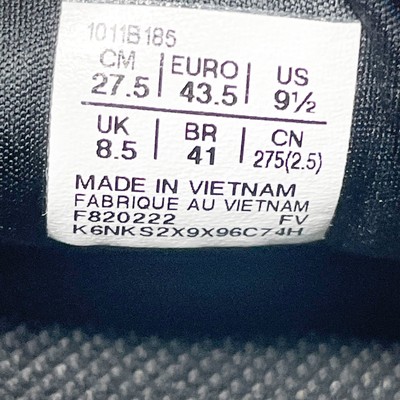 1011B185
CM | EURO | US
27.5 | 43.5 | 9½
UK | BR | CN
8.5 | 41 | 275(2.5)
MADE IN VIETNAM
FABRIQUE AU VIETNAM
F820222 FV
K6NKS2X9X96C74H